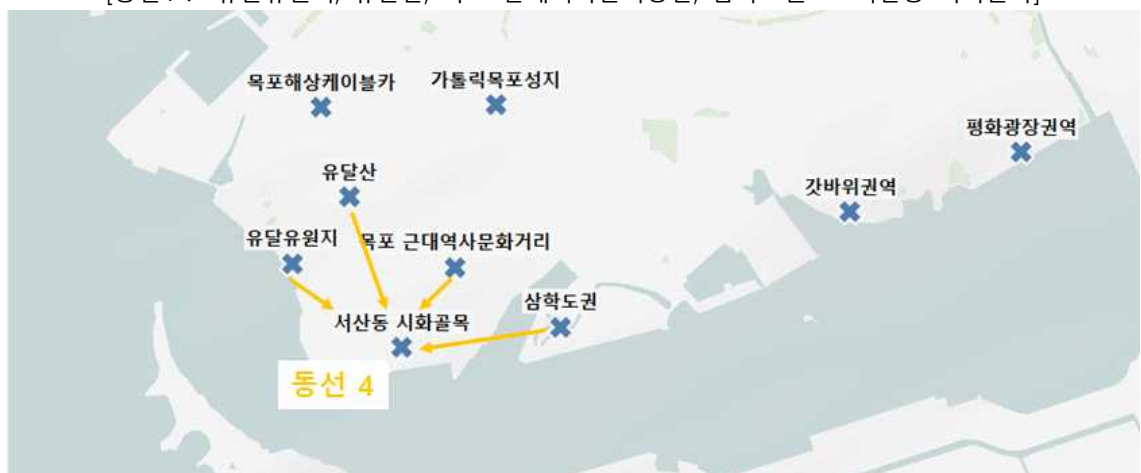 목포해상케이블카
가톨릭목포성지
평화광장권역
유달산
갓바위권역
유달유원지
목포 근대역사문화거리
삼학도권
서산동 시화골목
동선 4